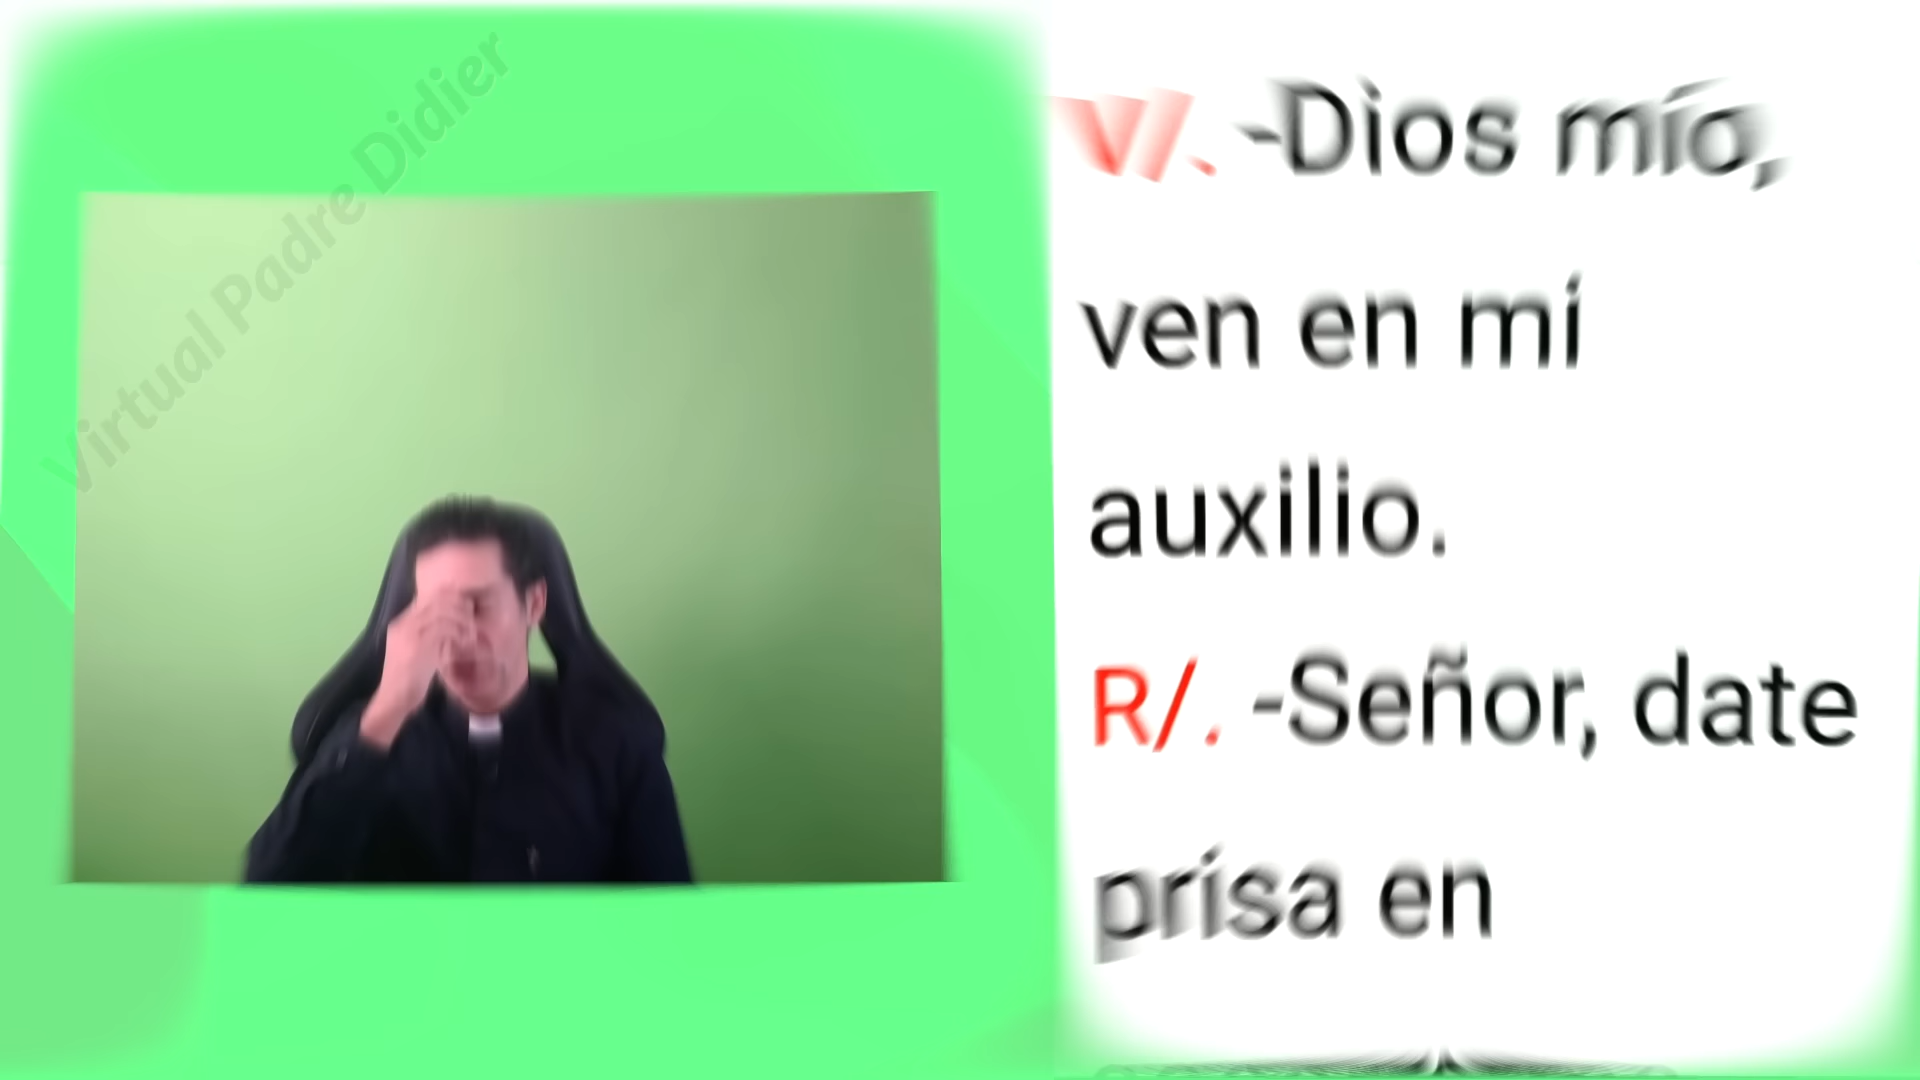 Virtual Padre Didier
V/. -Dios mío,
ven en mi
auxilio.
R/. -Señor, date
prisa en